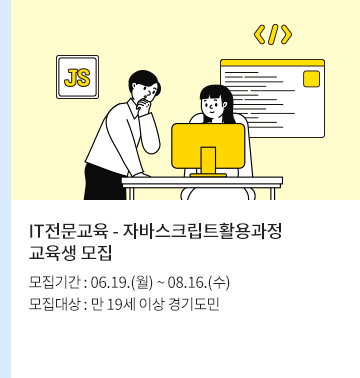 </>
JS
IT전문교육 - 자바스크립트활용과정
교육생 모집
모집기간 : 06.19.(월) ~ 08.16.(수)
모집대상 : 만 19세 이상 경기도민